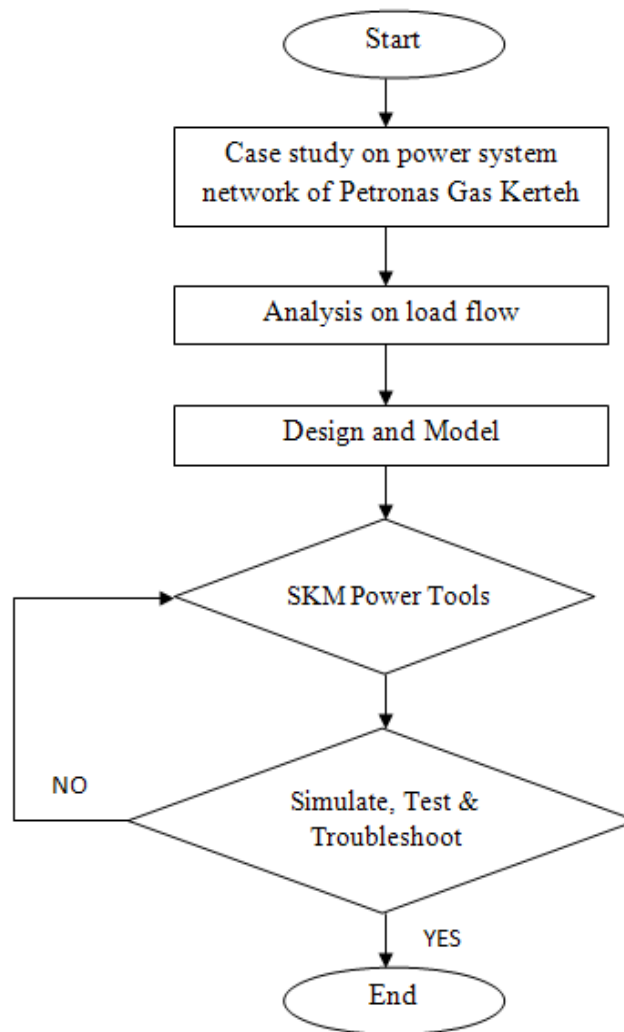 Start
Case study on power system
network of Petronas Gas Kerteh
Analysis on load flow
Design and Model
SKM Power Tools
Simulate, Test &
Troubleshoot
NO
YES
End